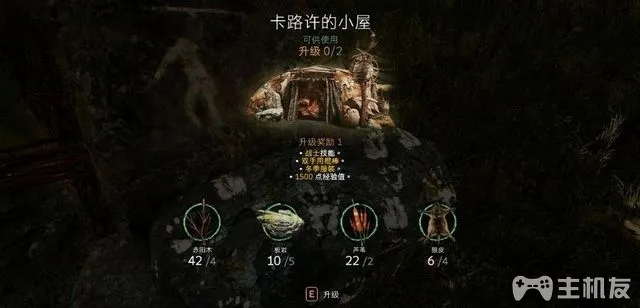 卡路许的小屋
可供使用
升级 0/2
升级奖励 1
• 战士技能 •
• 双手用棍棒 •
• 冬季服装 •
• 1500 点经验值 •
赤阳木 板岩 芦苇 狼皮
42 /4 10 /5 22 /2 6 /4
E 升级
主机友